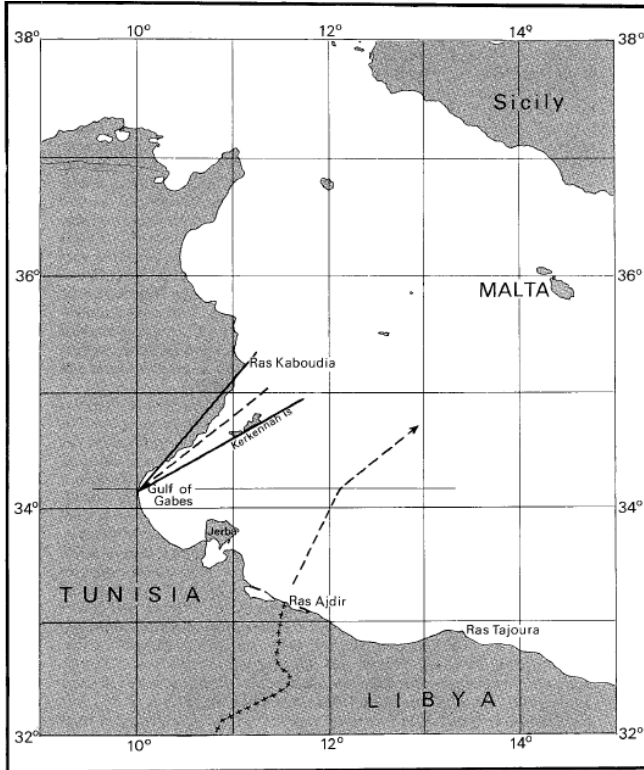 10° 12° 14°
38° 38°
Sicily
36° 36°
MALTA
Ras Kaboudia
Kerkennah Is
Gulf of
Gabes
34° 34°
Jerba
TUNISIA
Ras Ajdir
Ras Tajoura
LIBYA
32° 32°
10° 12° 14°